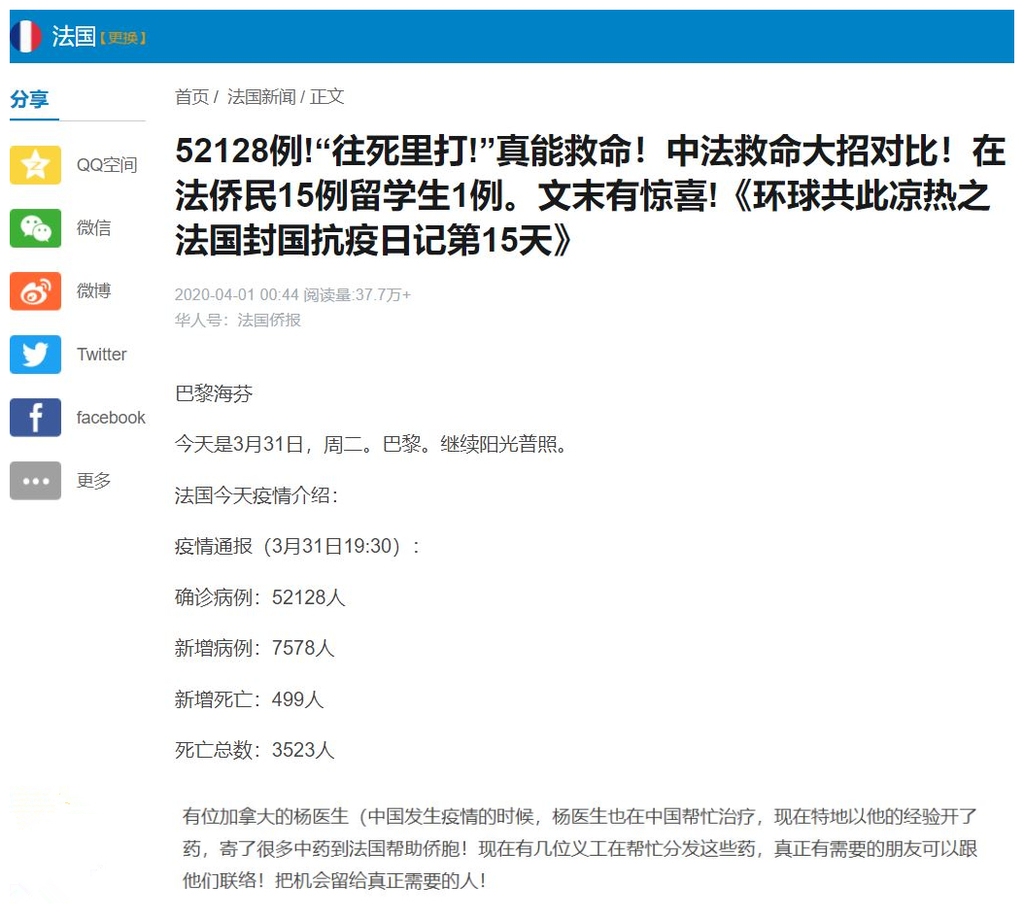 法国【更换】
分享
QQ空间
微信
微博
Twitter
facebook
更多
首页 / 法国新闻 / 正文
52128例!“往死里打!”真能救命！中法救命大招对比！在
法侨民15例留学生1例。文末有惊喜!《环球共此凉热之
法国封国抗疫日记第15天》
2020-04-01 00:44 阅读量:37.7万+
华人号：法国侨报
巴黎海芬
今天是3月31日，周二。巴黎。继续阳光普照。
法国今天疫情介绍：
疫情通报（3月31日19:30）：
确诊病例：52128人
新增病例：7578人
新增死亡：499人
死亡总数：3523人
有位加拿大的杨医生（中国发生疫情的时候，杨医生也在中国帮忙治疗，现在特地以他的经验开了
药，寄了很多中药到法国帮助侨胞！现在有几位义工在帮忙分发这些药，真正有需要的朋友可以跟
他们联络！把机会留给真正需要的人！